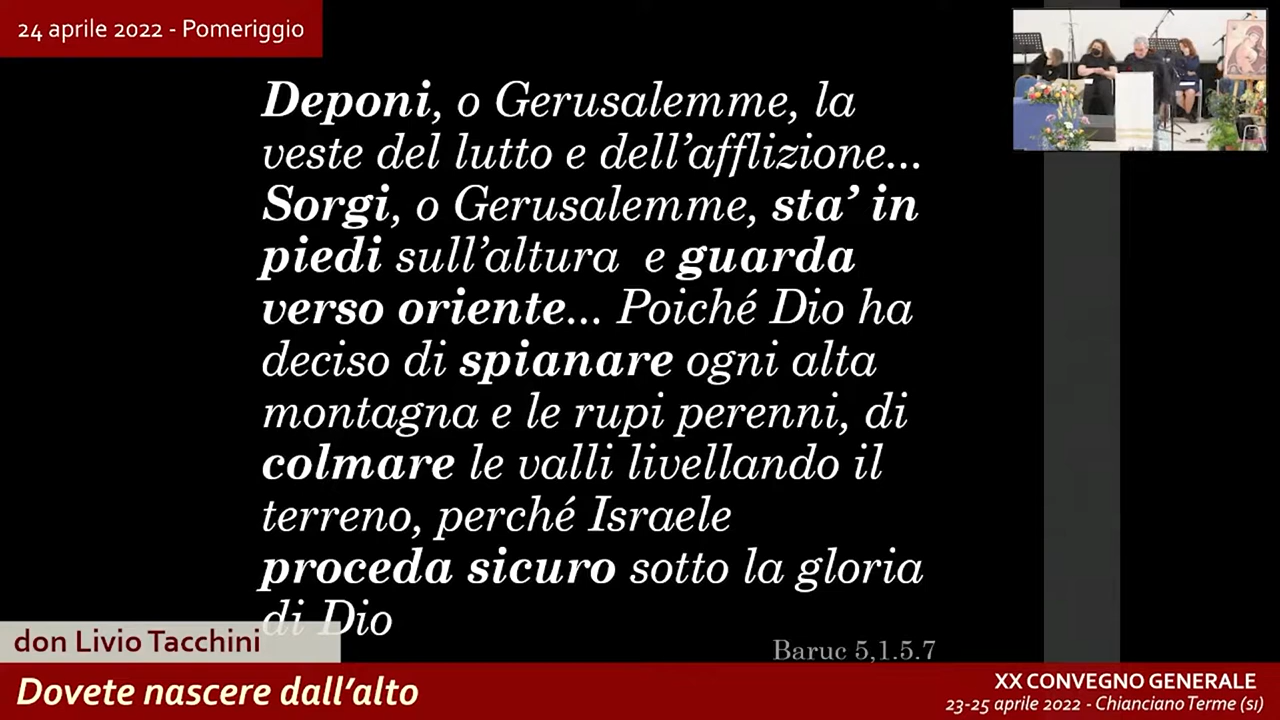 24 aprile 2022 - Pomeriggio
Deponi, o Gerusalemme, la
veste del lutto e dell’afflizione...
Sorgi, o Gerusalemme, sta’ in
piedi sull’altura e guarda
verso oriente... Poiché Dio ha
deciso di spianare ogni alta
montagna e le rupi perenni, di
colmare le valli livellando il
terreno, perché Israele
proceda sicuro sotto la gloria
di Dio
Baruc 5,1.5.7
don Livio Tacchini
Dovete nascere dall’alto
XX CONVEGNO GENERALE
23-25 aprile 2022 - Chianciano Terme (SI)